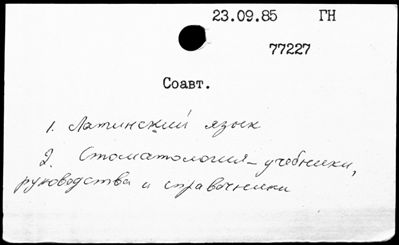 23.09.85 ГН
77227
Соавт.
1. Латинский язык
2. Стоматология - учебники,
руководства и справочники